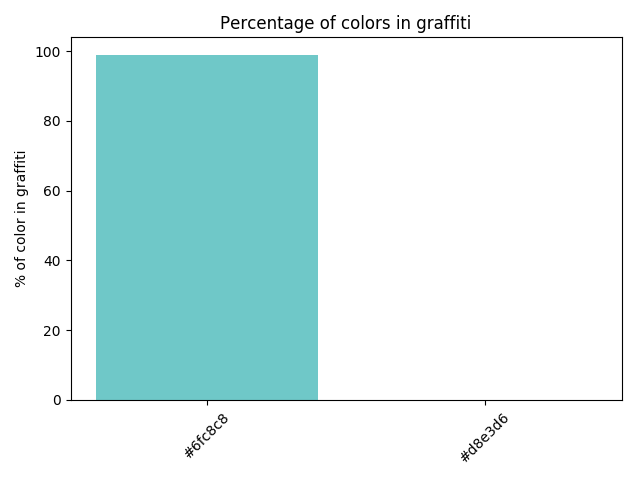 Percentage of colors in graffiti
% of color in graffiti
100
80
60
40
20
0
#6fc8c8
#d8e3d6